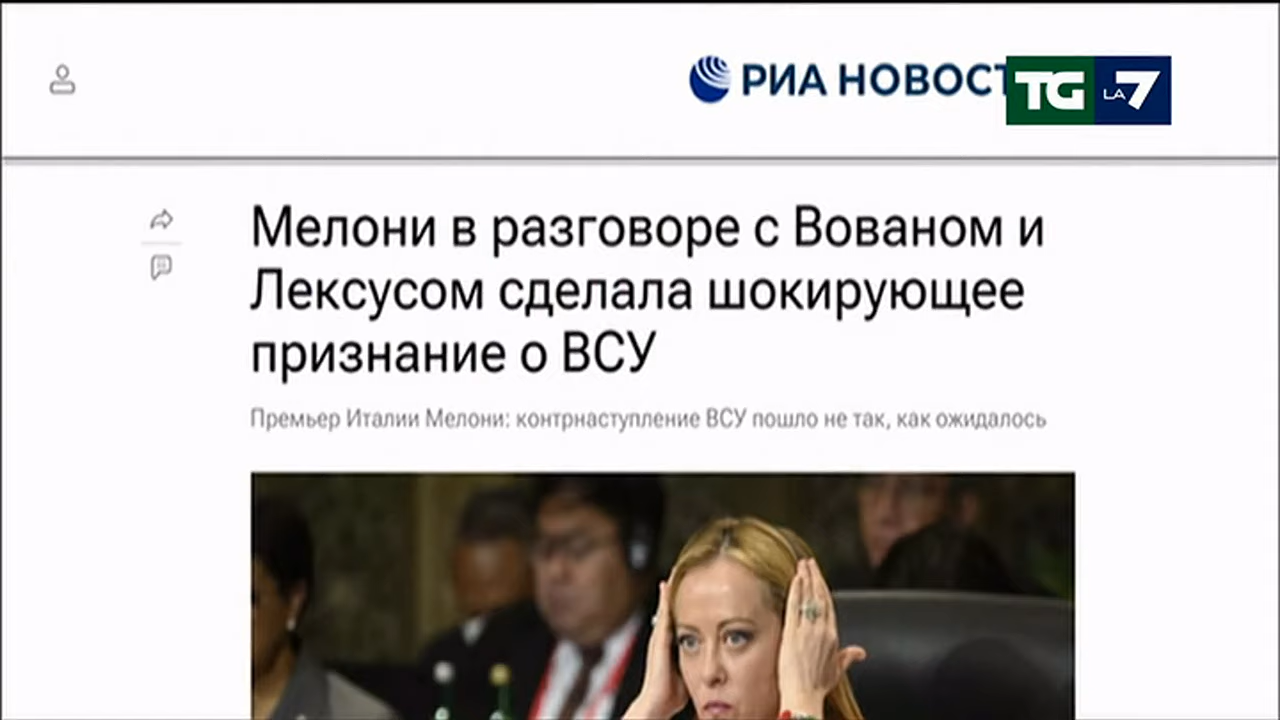 РИА НОВОСТ
TG LA7
Мелони в разговоре с Вованом и
Лексусом сделала шокирующее
признание о ВСУ
Премьер Италии Мелони: контрнаступление ВСУ пошло не так, как ожидалось